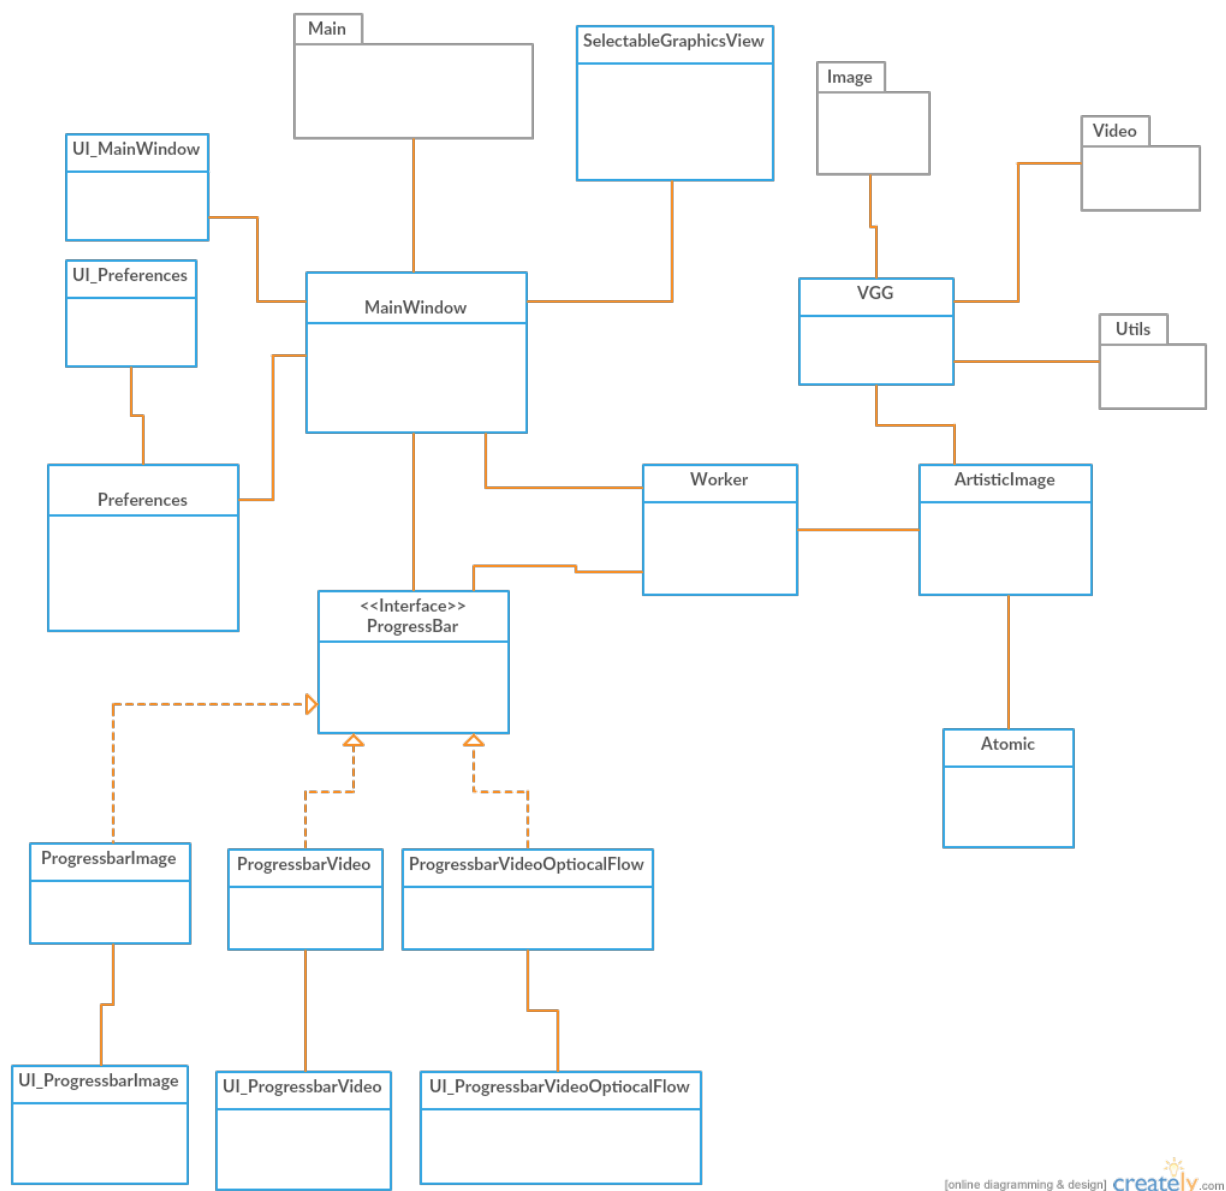 Main
SelectableGraphicsView
Image
Video
UI_MainWindow
UI_Preferences
MainWindow
VGG
Utils
Preferences
Worker
ArtisticImage
<<Interface>>
ProgressBar
Atomic
ProgressbarImage
ProgressbarVideo
ProgressbarVideoOptiocalFlow
UI_ProgressbarImage
UI_ProgressbarVideo
UI_ProgressbarVideoOptiocalFlow
[online diagramming & design] creately.com